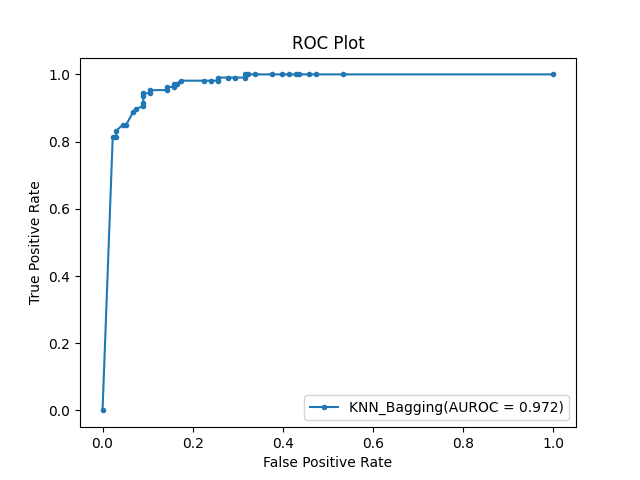 ROC Plot
True Positive Rate
1.0
0.8
0.6
0.4
0.2
0.0
KNN_Bagging(AUROC = 0.972)
0.0 0.2 0.4 0.6 0.8 1.0
False Positive Rate